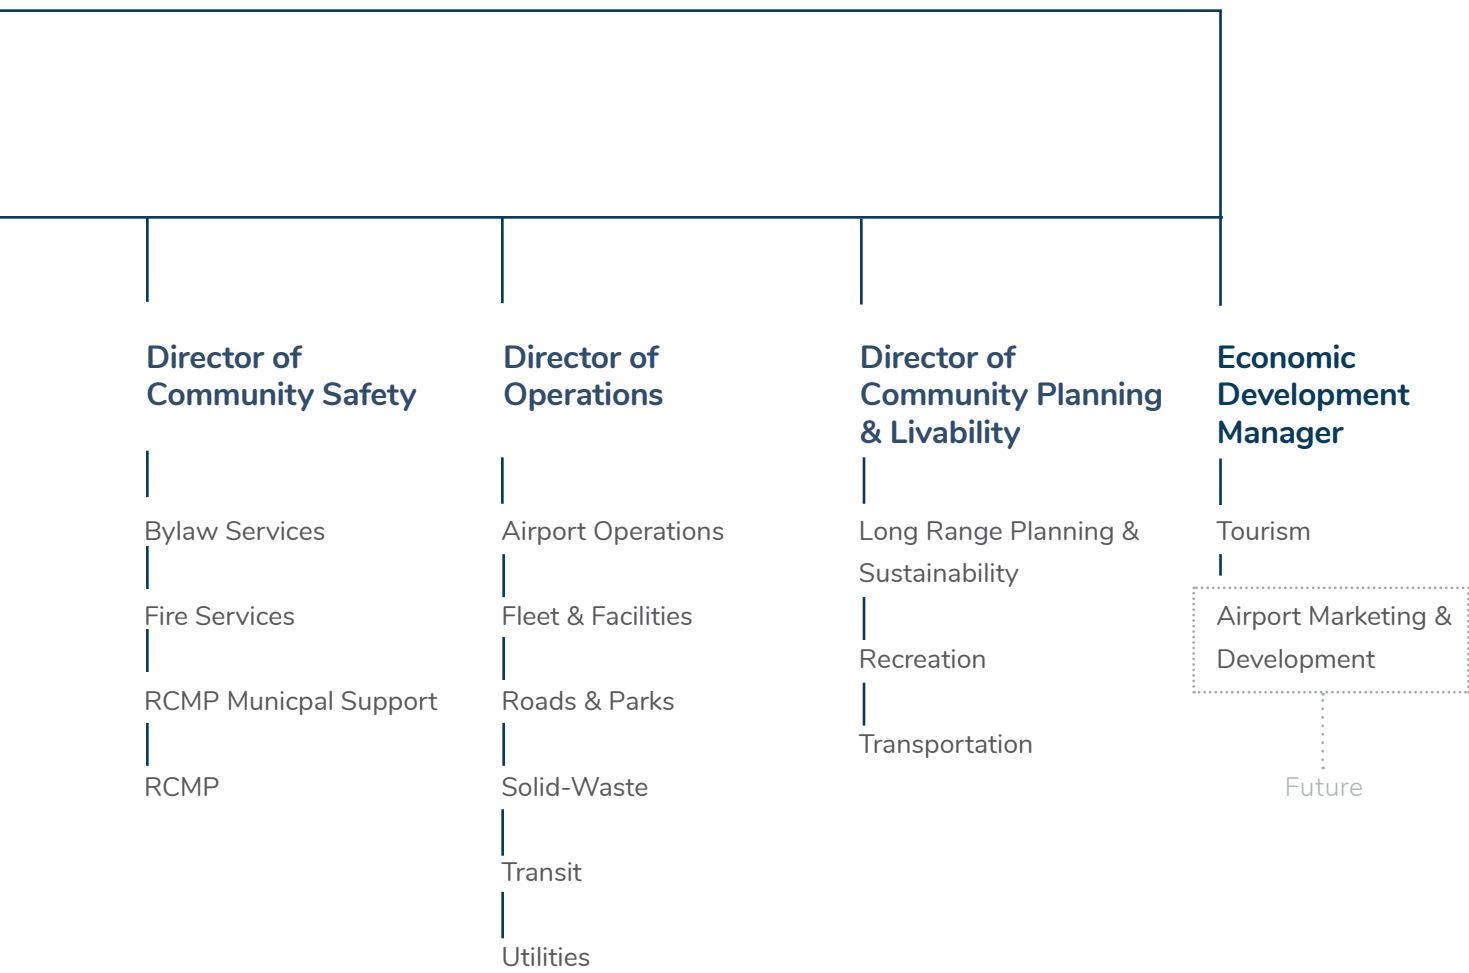 Director of
Community Safety
Bylaw Services
Fire Services
RCMP Municpal Support
RCMP
Director of
Operations
Airport Operations
Fleet & Facilities
Roads & Parks
Solid-Waste
Transit
Utilities
Director of
Community Planning
& Livability
Long Range Planning &
Sustainability
Recreation
Transportation
Economic
Development
Manager
Tourism
Airport Marketing &
Development
Future